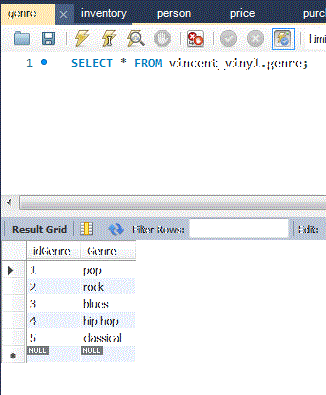 genre inventory person price purc
Limi
1 SELECT * FROM vincent_vinyl.genre;
Result Grid Filter Rows: Edit:
idGenre Genre
1 pop
2 rock
3 blues
4 hip hop
5 classical
NULL NULL